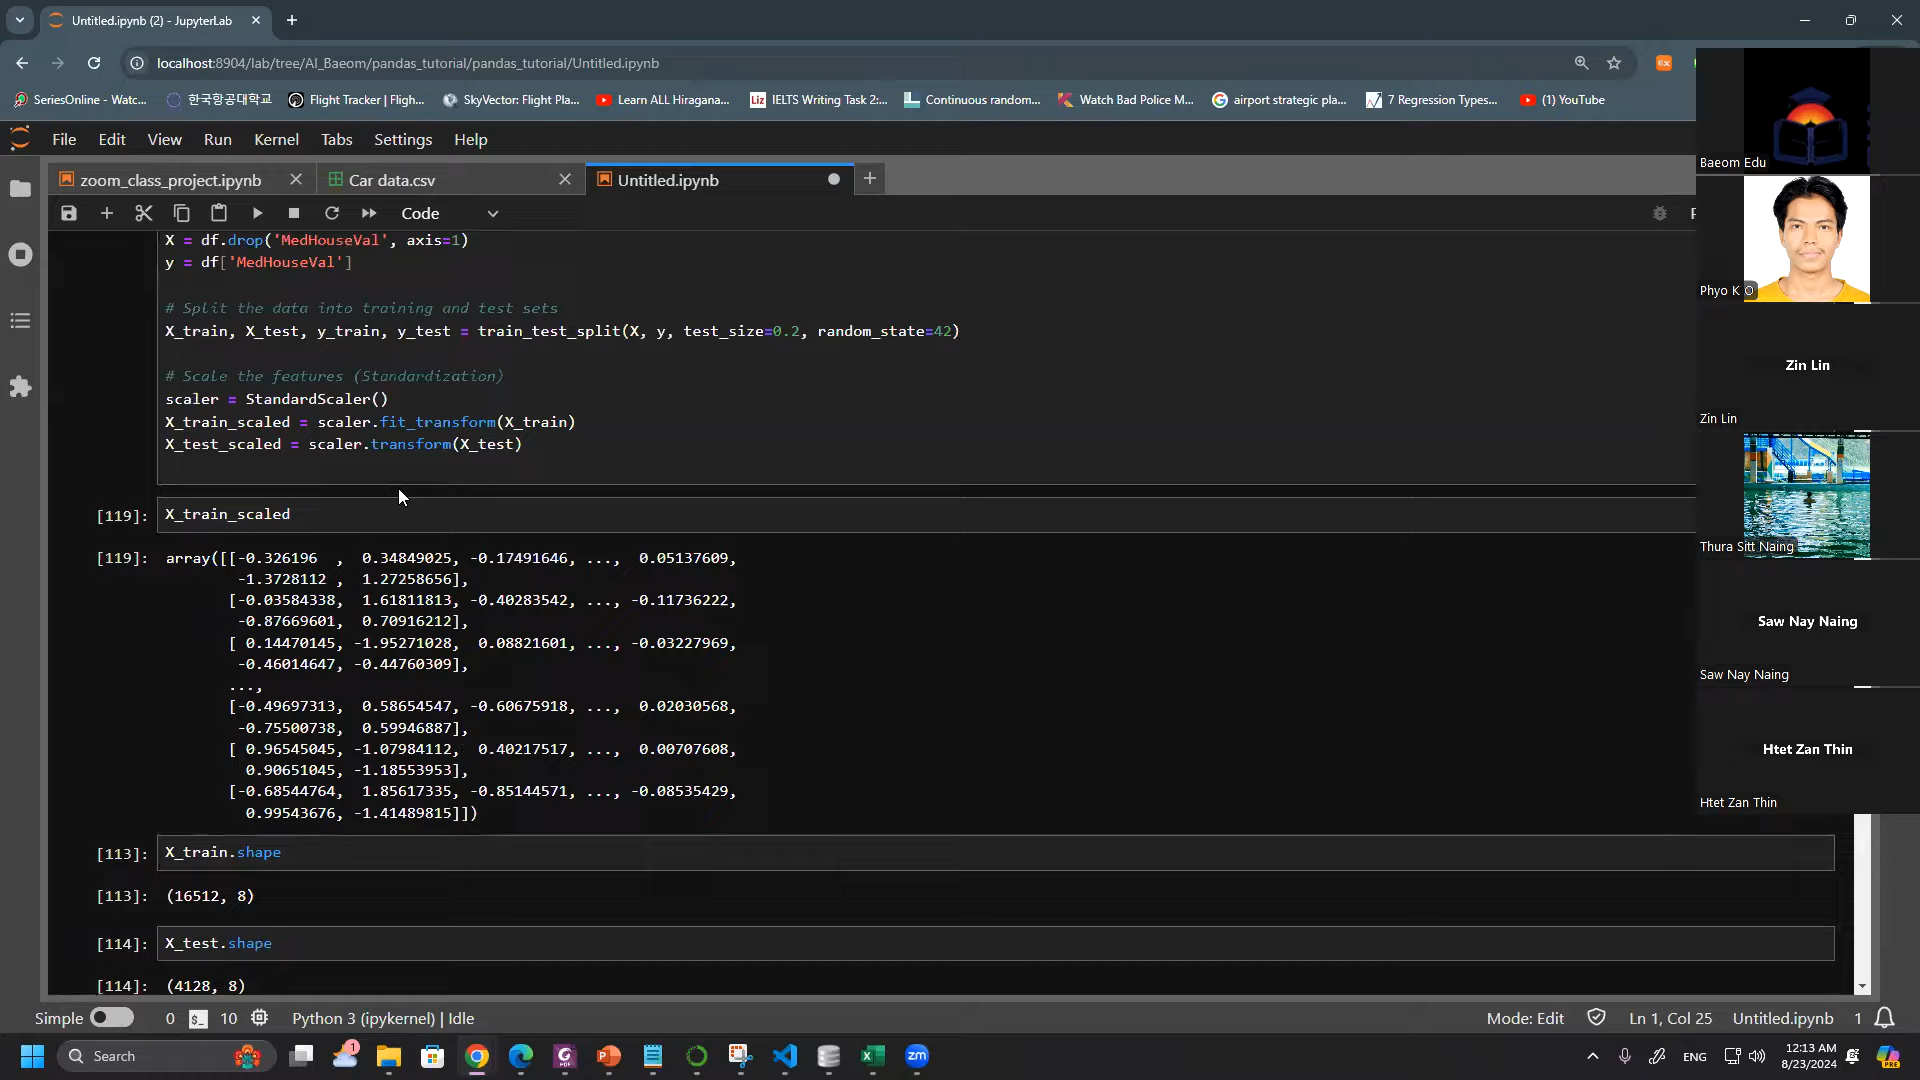 Untitled.ipynb (2) - JupyterLab
localhost:8904/lab/tree/AI_Baeom/pandas_tutorial/pandas_tutorial/Untitled.ipynb
SeriesOnline - Watc...
한국항공대학교
Flight Tracker | Fligh...
SkyVector: Flight Pla...
Learn ALL Hiragana...
Liz
IELTS Writing Task 2:...
Continuous random...
Watch Bad Police M...
airport strategic pla...
7 Regression Types...
(1) YouTube
File Edit View Run Kernel Tabs Settings Help
zoom_class_project.ipynb
Car data.csv
Untitled.ipynb
Code
X = df.drop('MedHouseVal', axis=1)
y = df['MedHouseVal']
# Split the data into training and test sets
X_train, X_test, y_train, y_test = train_test_split(X, y, test_size=0.2, random_state=42)
# Scale the features (Standardization)
scaler = StandardScaler()
X_train_scaled = scaler.fit_transform(X_train)
X_test_scaled = scaler.transform(X_test)
[119]: X_train_scaled
[119]: array([[-0.326196 , 0.34849025, -0.17491646, ..., 0.05137609,
-1.3728112 , 1.27258656],
[-0.03584338, 1.61811813, -0.40283542, ..., -0.11736222,
-0.87669601, 0.70916212],
[ 0.14470145, -1.95271028, 0.08821601, ..., -0.03227969,
-0.46014647, -0.44760309],
...,
[-0.49697313, 0.58654547, -0.60675918, ..., 0.02030568,
-0.75500738, 0.59946887],
[ 0.96545045, -1.07984112, 0.40217517, ..., 0.00707608,
0.90651045, -1.18553953],
[-0.68544764, 1.85617335, -0.85144571, ..., -0.08535429,
0.99543676, -1.41489815]])
[113]: X_train.shape
[113]: (16512, 8)
[114]: X_test.shape
[114]: (4128, 8)
Baeom Edu
Phyo K O
Zin Lin
Zin Lin
Thura Sitt Naing
Saw Nay Naing
Saw Nay Naing
Htet Zan Thin
Htet Zan Thin
Simple 0 10 Python 3 (ipykernel) | Idle
Mode: Edit Ln 1, Col 25 Untitled.ipynb 1
Search
1
zm
ENG
12:13 AM
8/23/2024
PRE